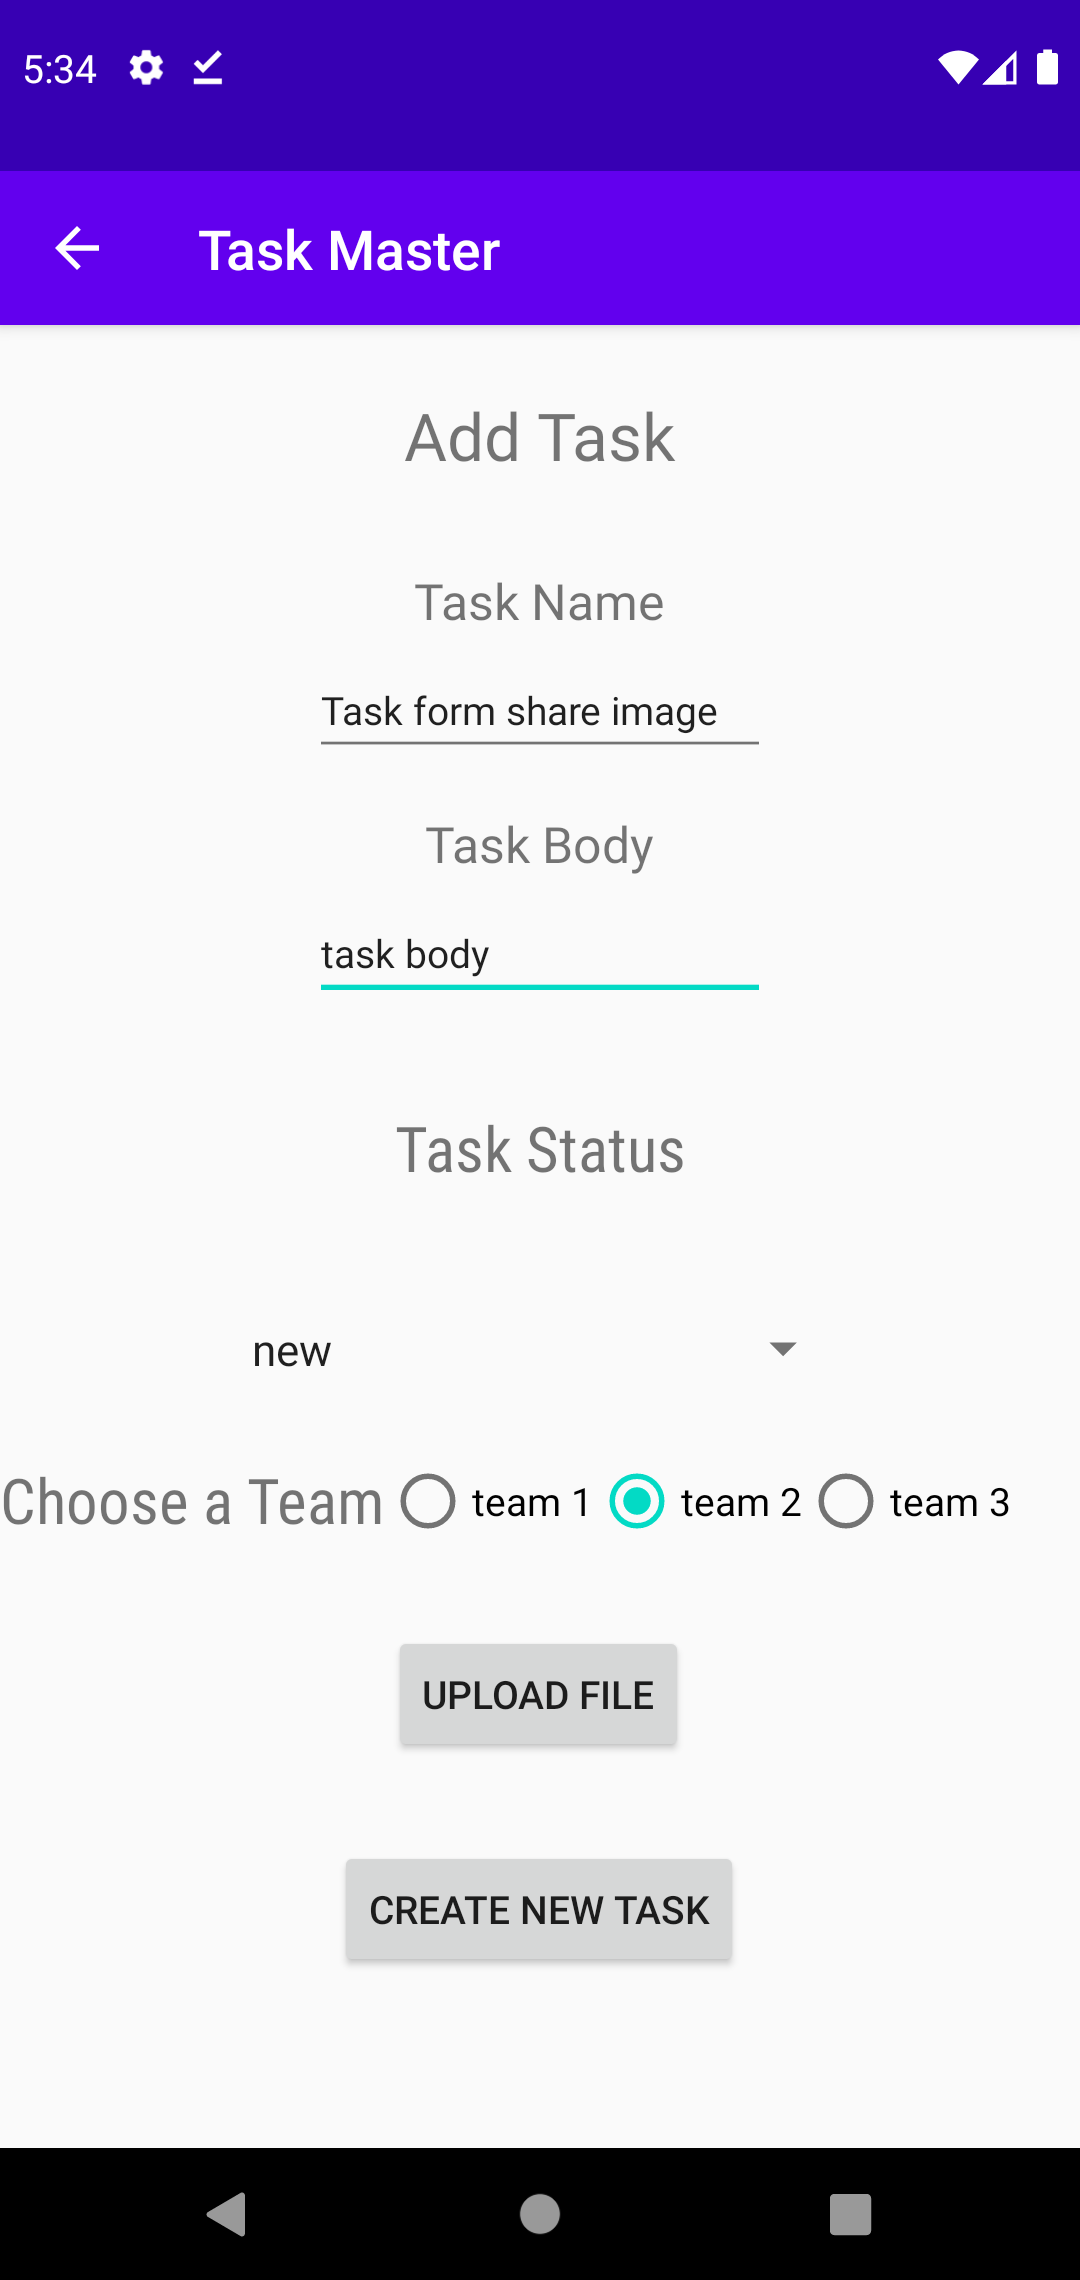 5:34
Task Master
Add Task
Task Name
Task form share image
Task Body
task body
Task Status
new
Choose a Team team 1 team 2 team 3
UPLOAD FILE
CREATE NEW TASK